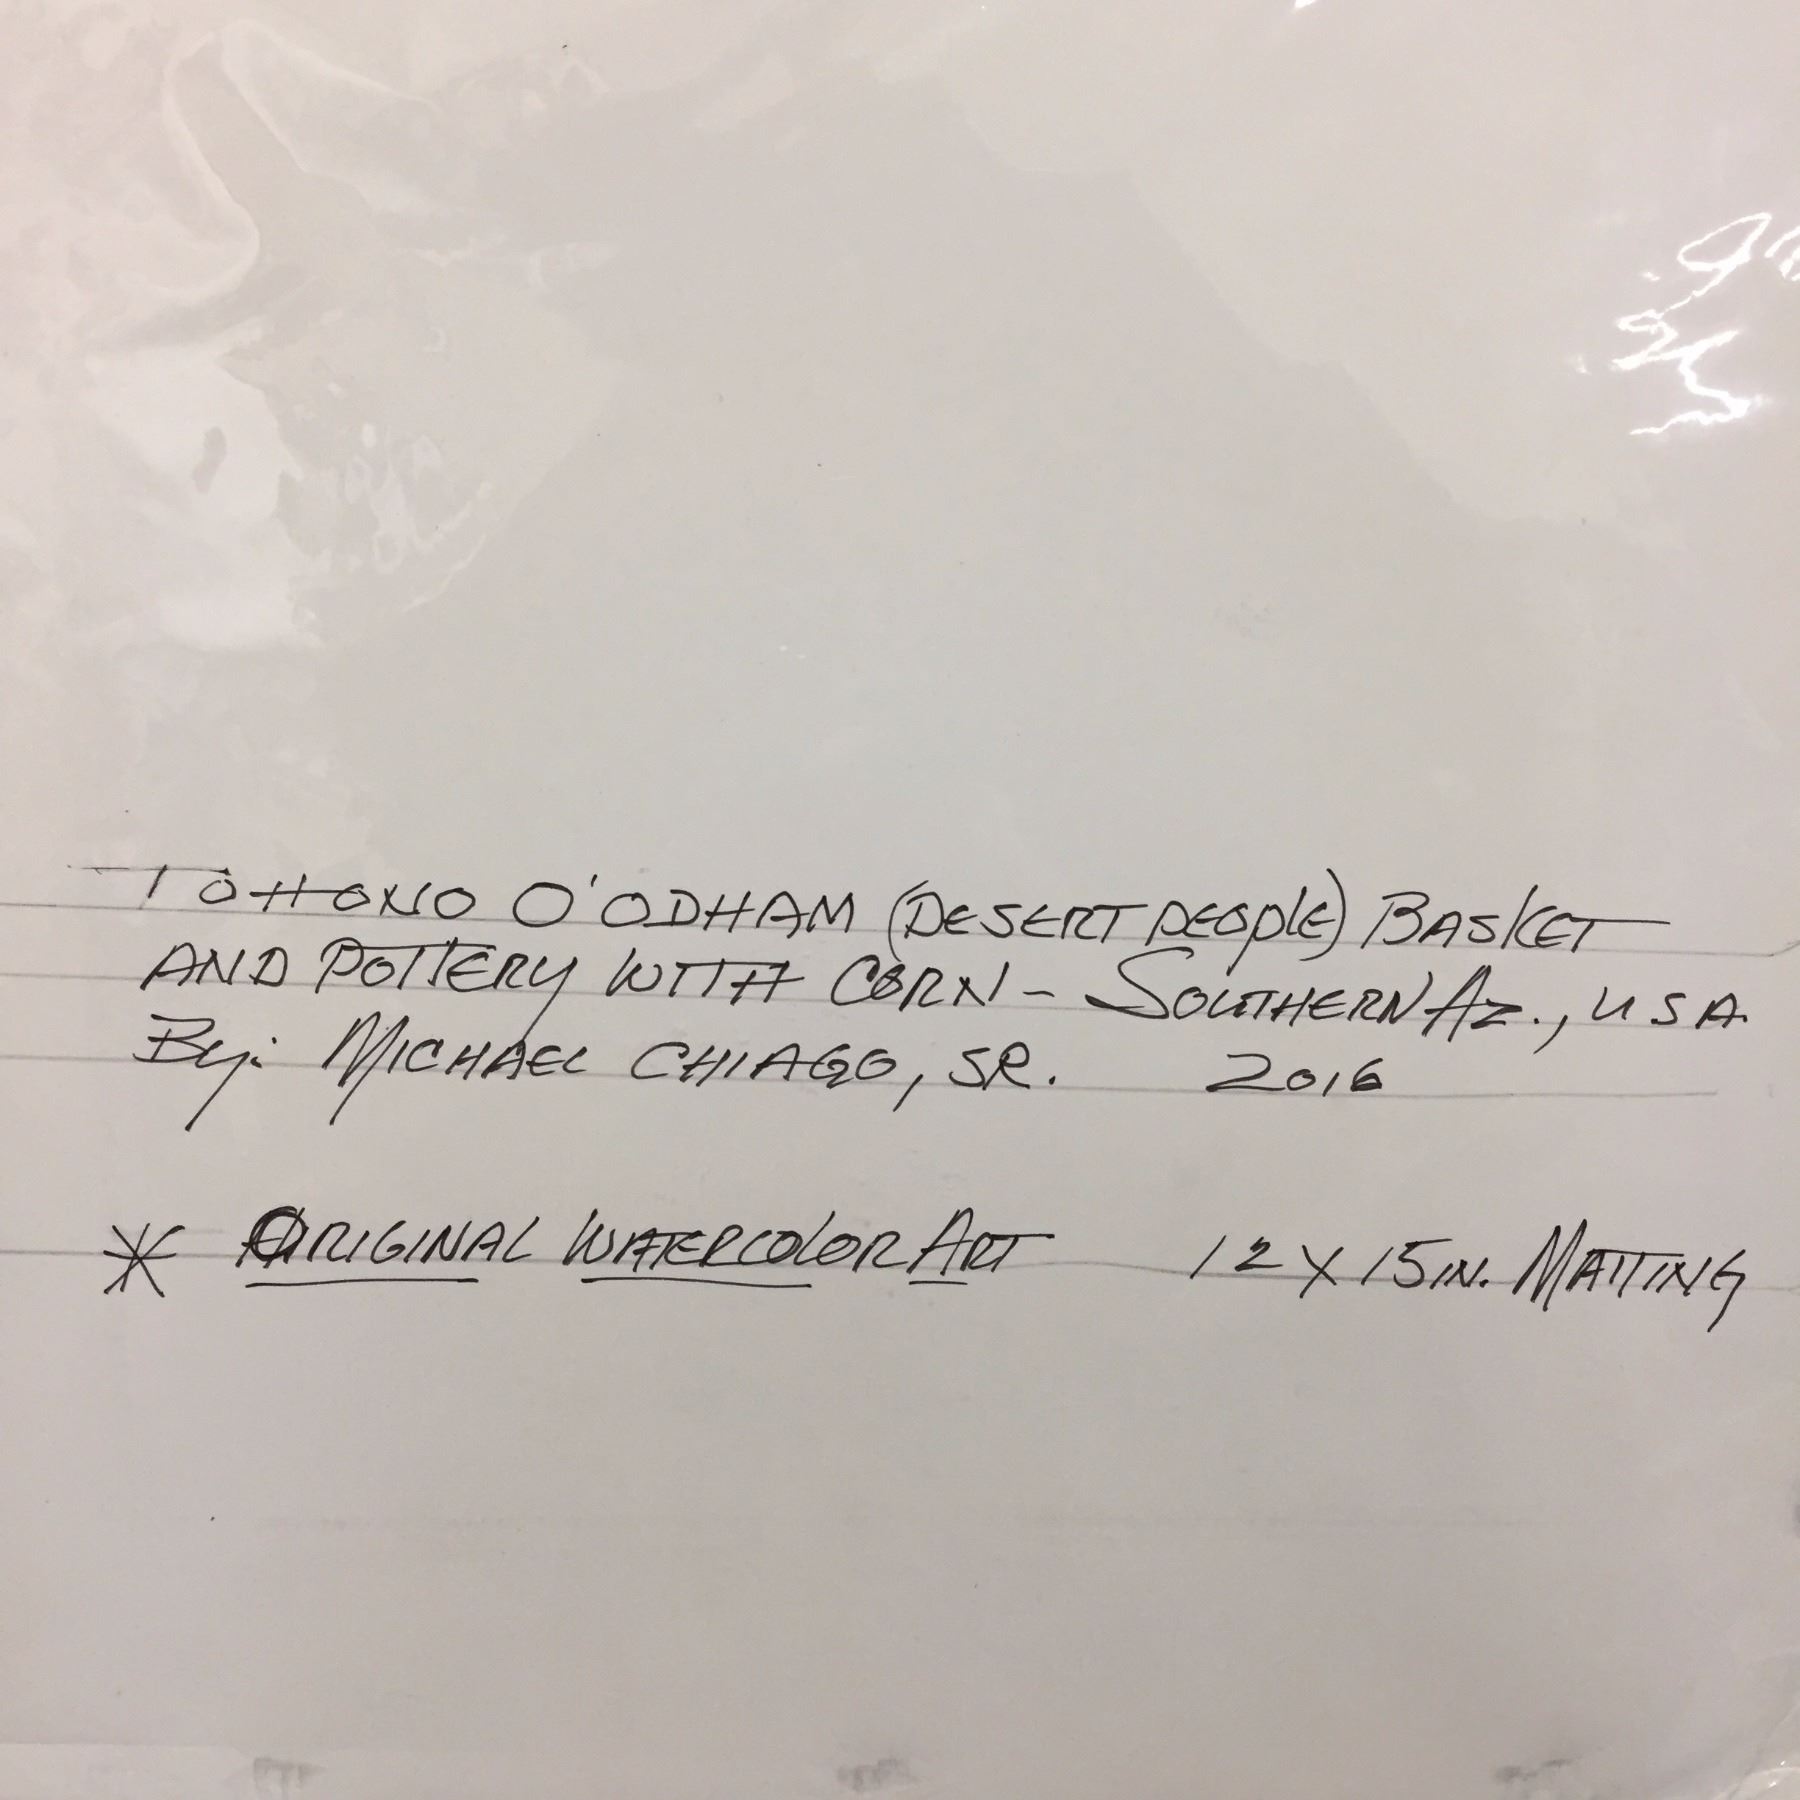 TOHONO O'ODHAM (DESERT PEOPlE) BASKET
AND POTTERY WITH CORN - SOUTHERN AZ., USA.
By: MICHAEL CHIAGO, SR. 2016
* ORIGINAL WATERCOlOR ART 12 X 15 IN. MATTING